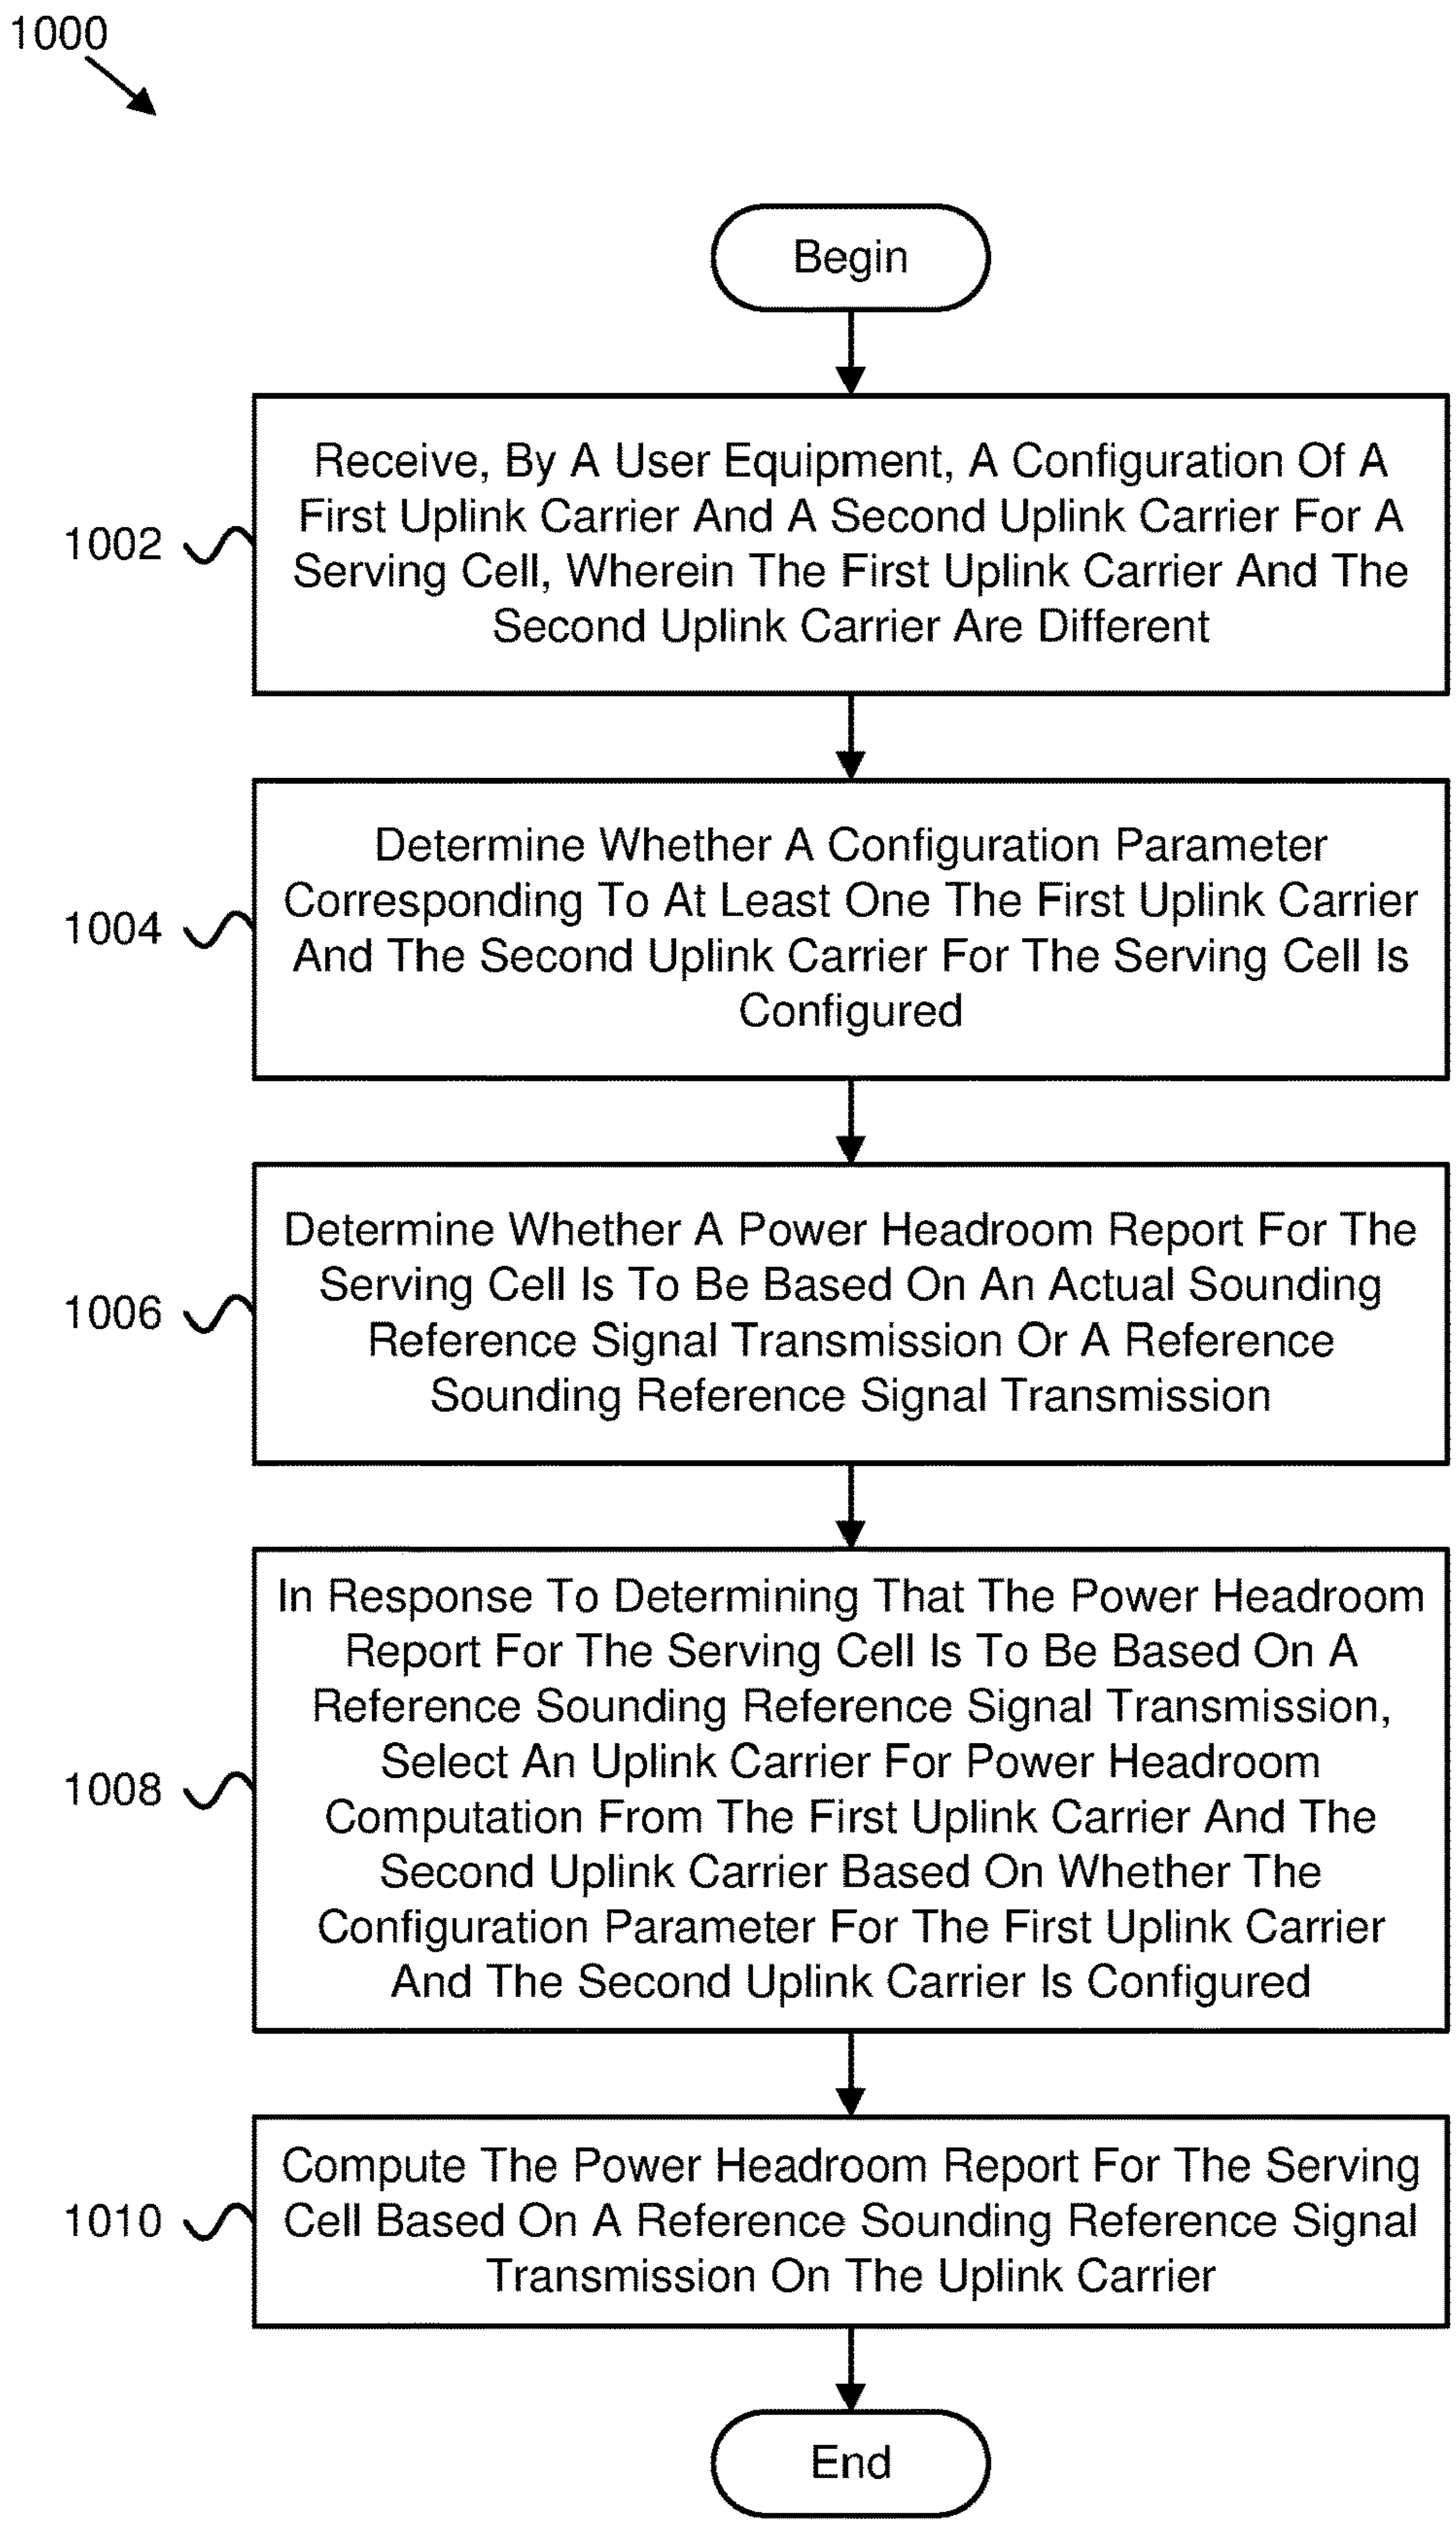 1000
Begin
1002
Receive, By A User Equipment, A Configuration Of A
First Uplink Carrier And A Second Uplink Carrier For A
Serving Cell, Wherein The First Uplink Carrier And The
Second Uplink Carrier Are Different
1004
Determine Whether A Configuration Parameter
Corresponding To At Least One The First Uplink Carrier
And The Second Uplink Carrier For The Serving Cell Is
Configured
1006
Determine Whether A Power Headroom Report For The
Serving Cell Is To Be Based On An Actual Sounding
Reference Signal Transmission Or A Reference
Sounding Reference Signal Transmission
1008
In Response To Determining That The Power Headroom
Report For The Serving Cell Is To Be Based On A
Reference Sounding Reference Signal Transmission,
Select An Uplink Carrier For Power Headroom
Computation From The First Uplink Carrier And The
Second Uplink Carrier Based On Whether The
Configuration Parameter For The First Uplink Carrier
And The Second Uplink Carrier Is Configured
1010
Compute The Power Headroom Report For The Serving
Cell Based On A Reference Sounding Reference Signal
Transmission On The Uplink Carrier
End